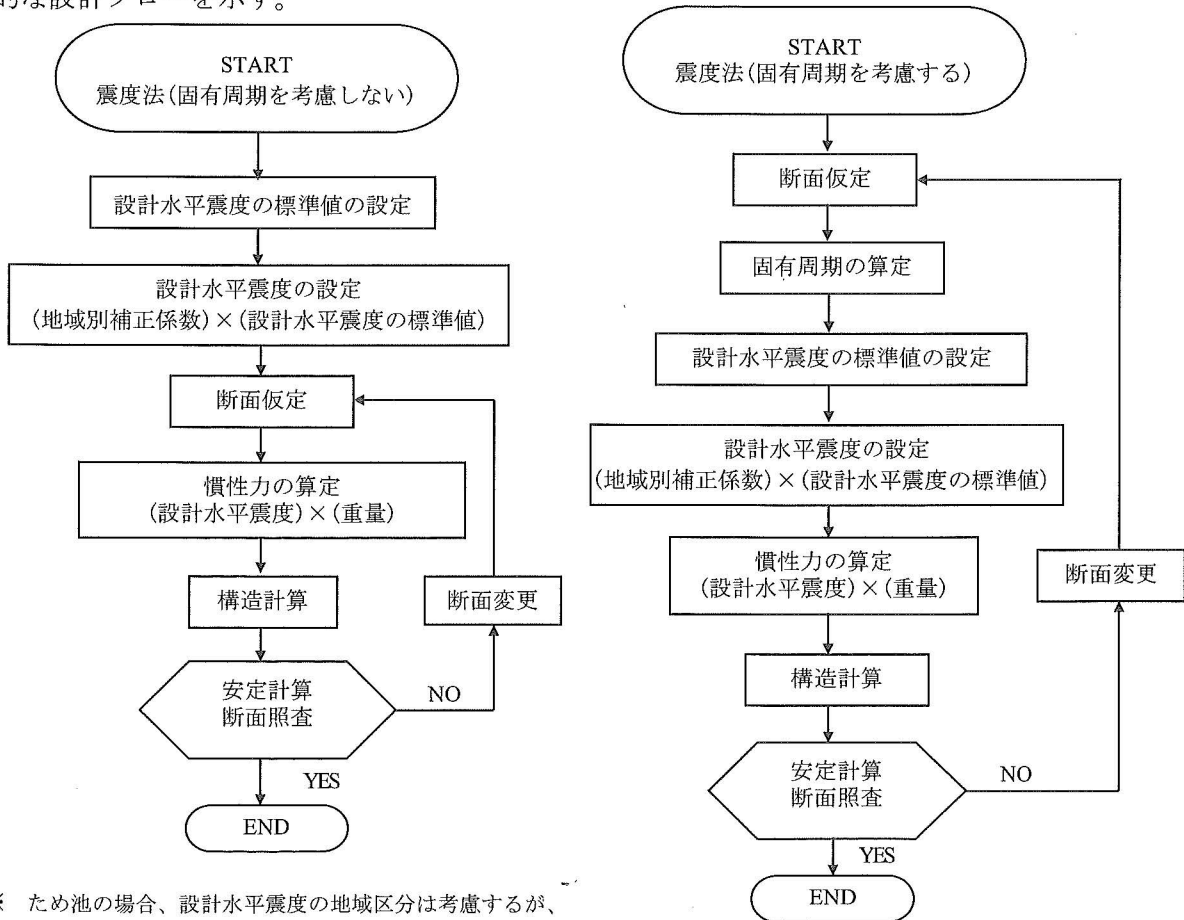 的な設計フローを示す。
START
震度法(固有周期を考慮しない)
設計水平震度の標準値の設定
設計水平震度の設定
(地域別補正係数)×(設計水平震度の標準値)
断面仮定
慣性力の算定
(設計水平震度)×(重量)
構造計算
断面変更
安定計算
断面照査
NO
YES
END
※ ため池の場合、設計水平震度の地域区分は考慮するが、
START
震度法(固有周期を考慮する)
断面仮定
固有周期の算定
設計水平震度の標準値の設定
設計水平震度の設定
(地域別補正係数)×(設計水平震度の標準値)
慣性力の算定
(設計水平震度)×(重量)
断面変更
構造計算
安定計算
断面照査
NO
YES
END